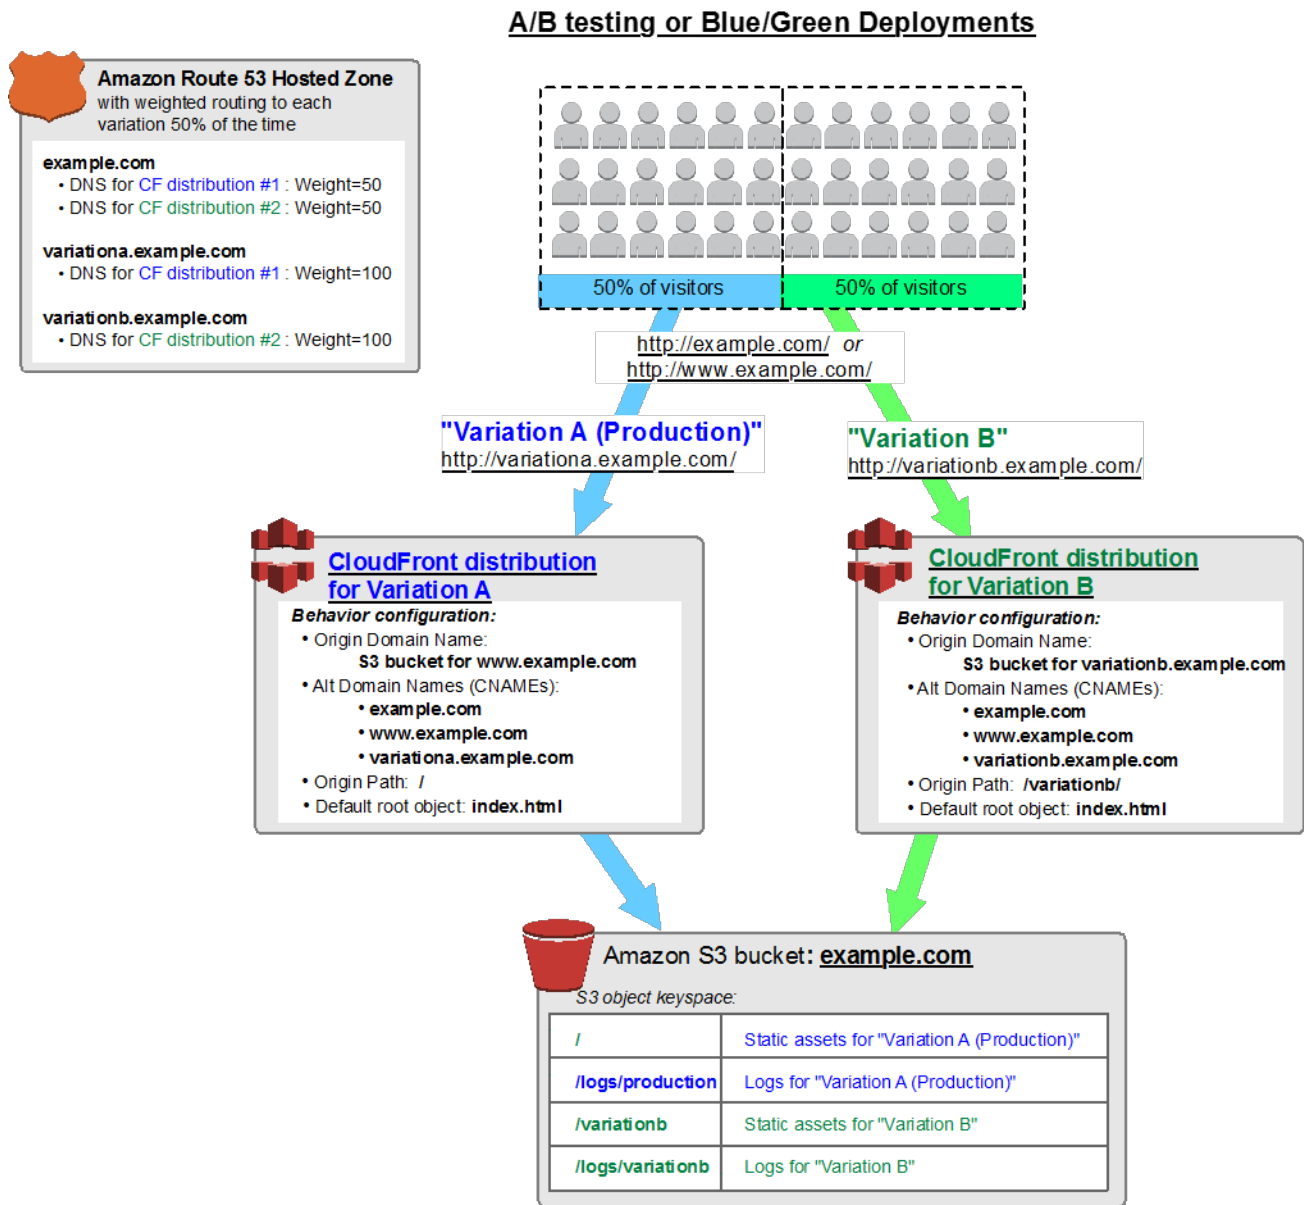 A/B testing or Blue/Green Deployments
Amazon Route 53 Hosted Zone
with weighted routing to each
variation 50% of the time
example.com
• DNS for CF distribution #1 : Weight=50
• DNS for CF distribution #2 : Weight=50
variationa.example.com
• DNS for CF distribution #1 : Weight=100
variationb.example.com
• DNS for CF distribution #2 : Weight=100
50% of visitors
50% of visitors
http://example.com/ or
http://www.example.com/
"Variation A (Production)"
http://variationa.example.com/
"Variation B"
http://variationb.example.com/
CloudFront distribution
for Variation A
Behavior configuration:
• Origin Domain Name:
S3 bucket for www.example.com
• Alt Domain Names (CNAMEs):
• example.com
• www.example.com
• variationa.example.com
• Origin Path: /
• Default root object: index.html
CloudFront distribution
for Variation B
Behavior configuration:
• Origin Domain Name:
S3 bucket for variationb.example.com
• Alt Domain Names (CNAMEs):
• example.com
• www.example.com
• variationb.example.com
• Origin Path: /variationb/
• Default root object: index.html
Amazon S3 bucket: example.com
S3 object keyspace:
/ Static assets for "Variation A (Production)"
/logs/production Logs for "Variation A (Production)"
/variationb Static assets for "Variation B"
/logs/variationb Logs for "Variation B"